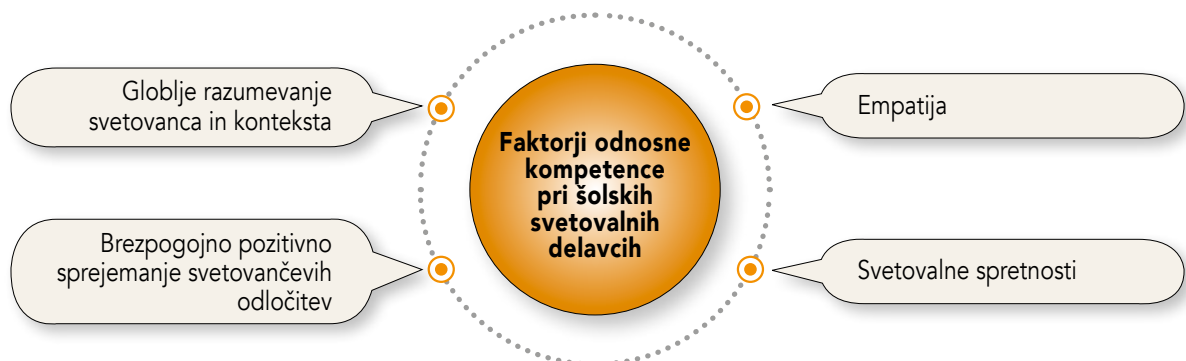 Globlje razumevanje
svetovanca in konteksta
Brezpogojno pozitivno
sprejemanje svetovančevih
odločitev
Faktorji odnosne
kompetence
pri šolskih
svetovalnih
delavcih
Empatija
Svetovalne spretnosti